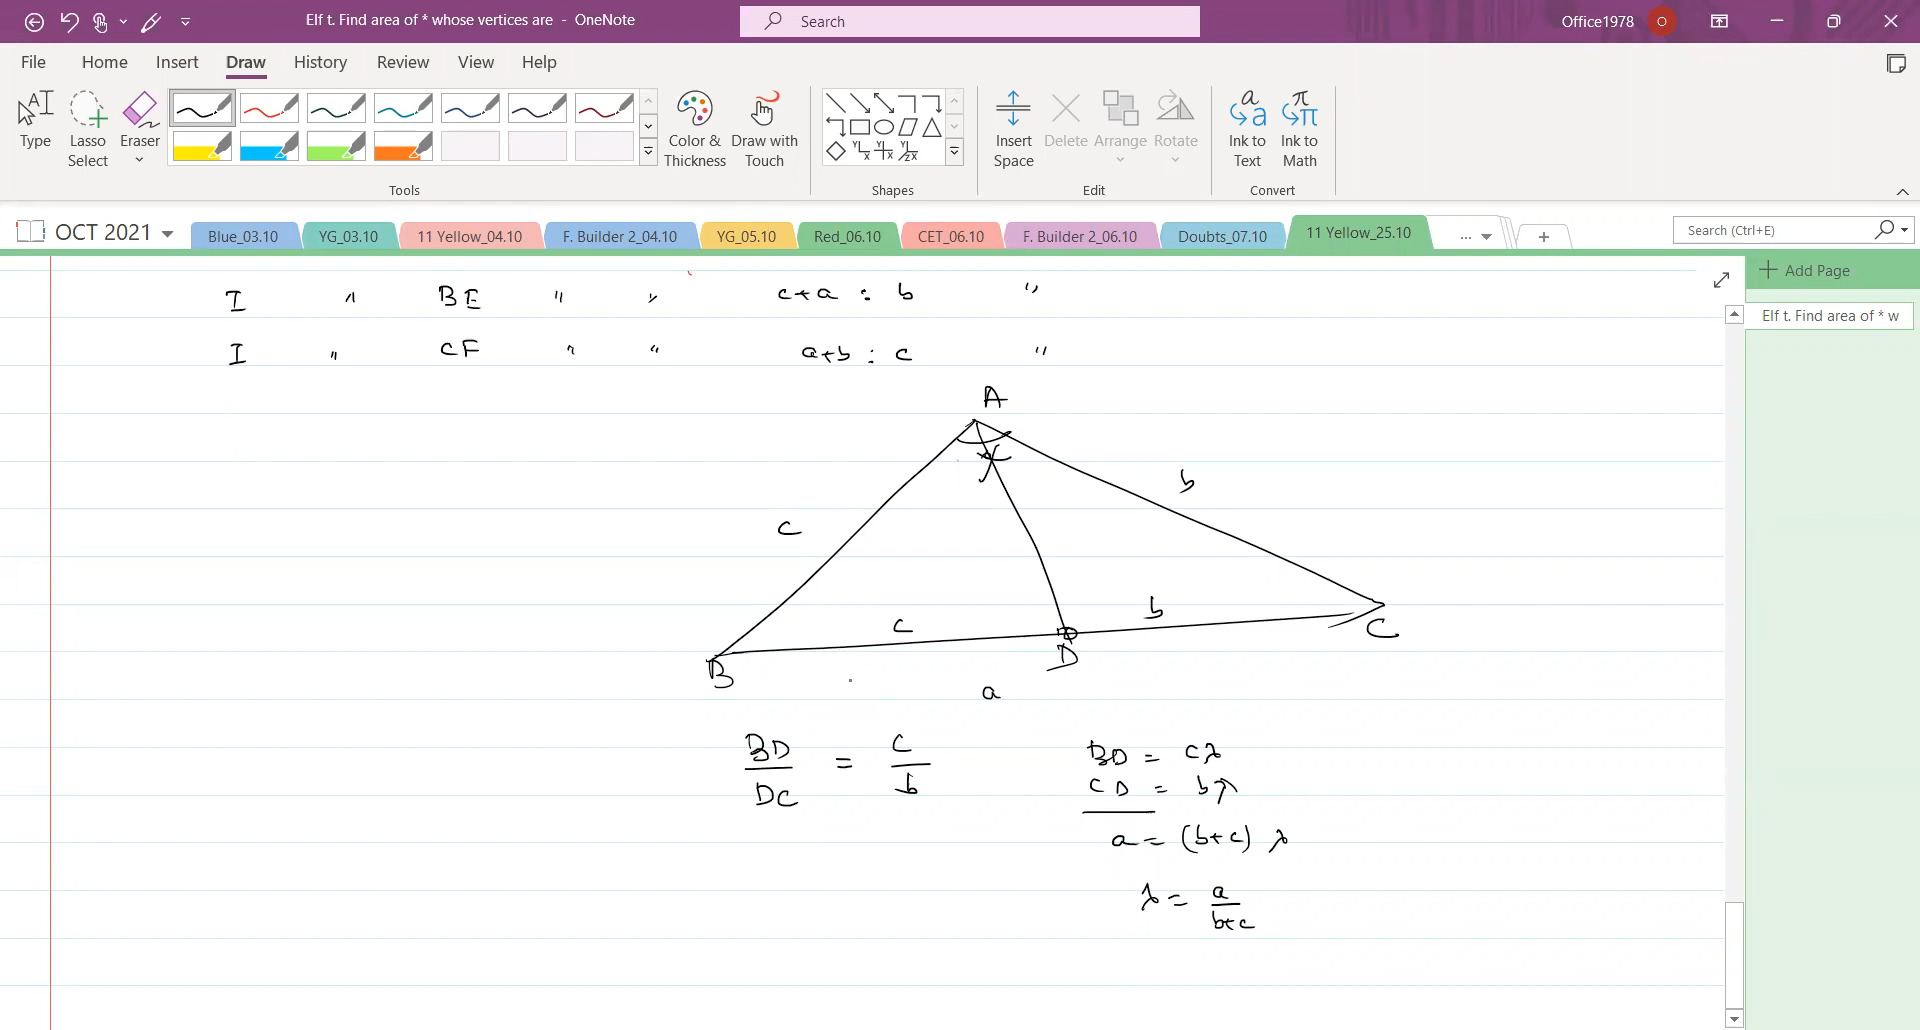 Elf t. Find area of * whose vertices are - OneNote
Search
Office1978
O
File Home Insert Draw History Review View Help
Type
Lasso Select
Eraser
Color & Thickness
Draw with Touch
Insert Space
Delete
Arrange
Rotate
Ink to Text
Ink to Math
Tools
Shapes
Edit
Convert
OCT 2021
Blue_03.10
YG_03.10
11 Yellow_04.10
F. Builder 2_04.10
YG_05.10
Red_06.10
CET_06.10
F. Builder 2_06.10
Doubts_07.10
11 Yellow_25.10
...
Search (Ctrl+E)
Add Page
Elf t. Find area of * w
I " BE " " c+a : b "
I " CF " " a+b : c "
A
b
c
c
b
B
D
C
a
BD/DC = c/b
BD = cλ
CD = bλ
a = (b+c) λ
λ = a/b+c